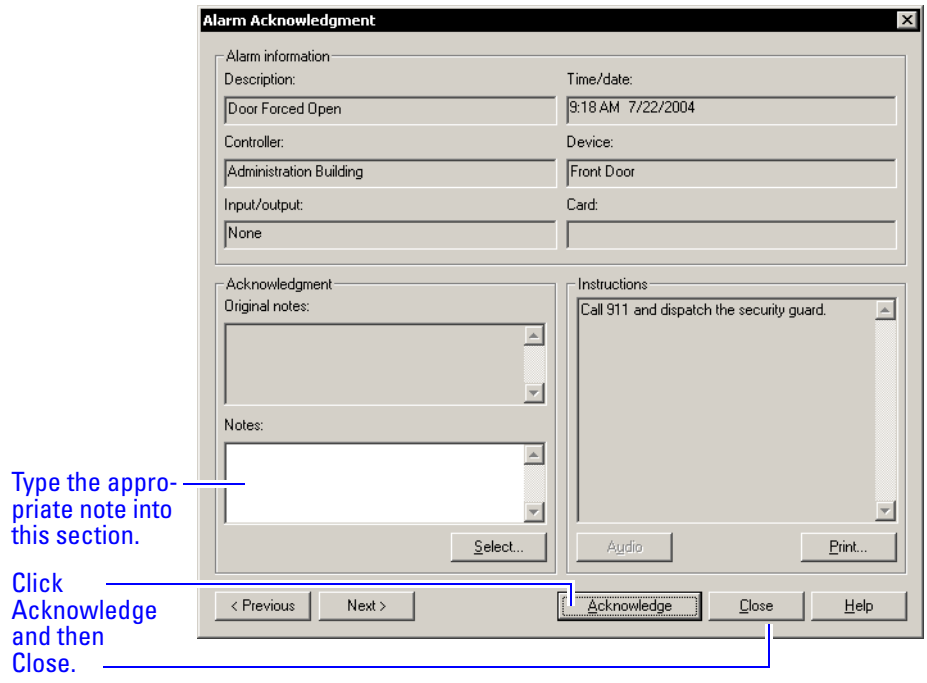 Alarm Acknowledgment
Alarm information
Description:
Time/date:
Door Forced Open
9:18 AM 7/22/2004
Controller:
Device:
Administration Building
Front Door
Input/output:
Card:
None
Acknowledgment
Instructions
Original notes:
Call 911 and dispatch the security guard.
Notes:
Type the appro-
priate note into
this section.
Select...
Audio
Print...
Click
Acknowledge
and then
Close.
< Previous
Next >
Acknowledge
Close
Help